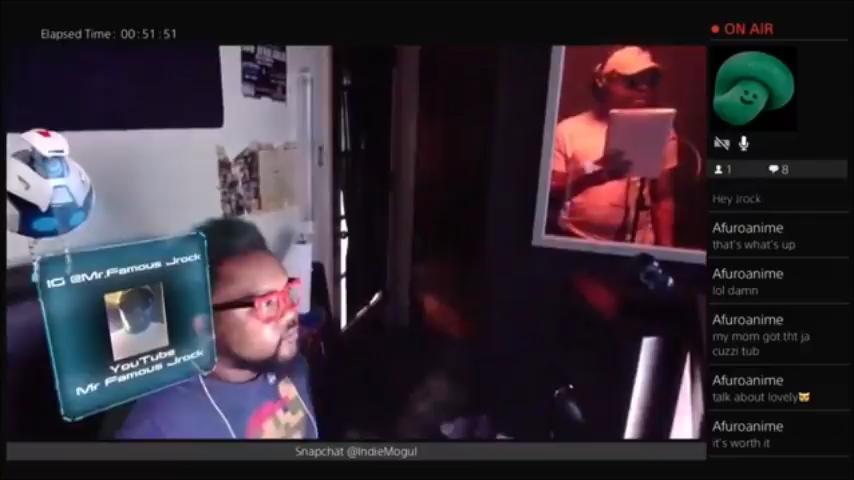 Elapsed Time: 00:51:51
ON AIR
1
8
Hey Jrock
Afuroanime
that's what's up
Afuroanime
lol damn
Afuroanime
my mom got tht ja
cuzzi tub
Afuroanime
talk about lovely😽
Afuroanime
it's worth it
IG @Mr.Famous Jrock
YouTube
Mr Famous Jrock
Snapchat @IndieMogul